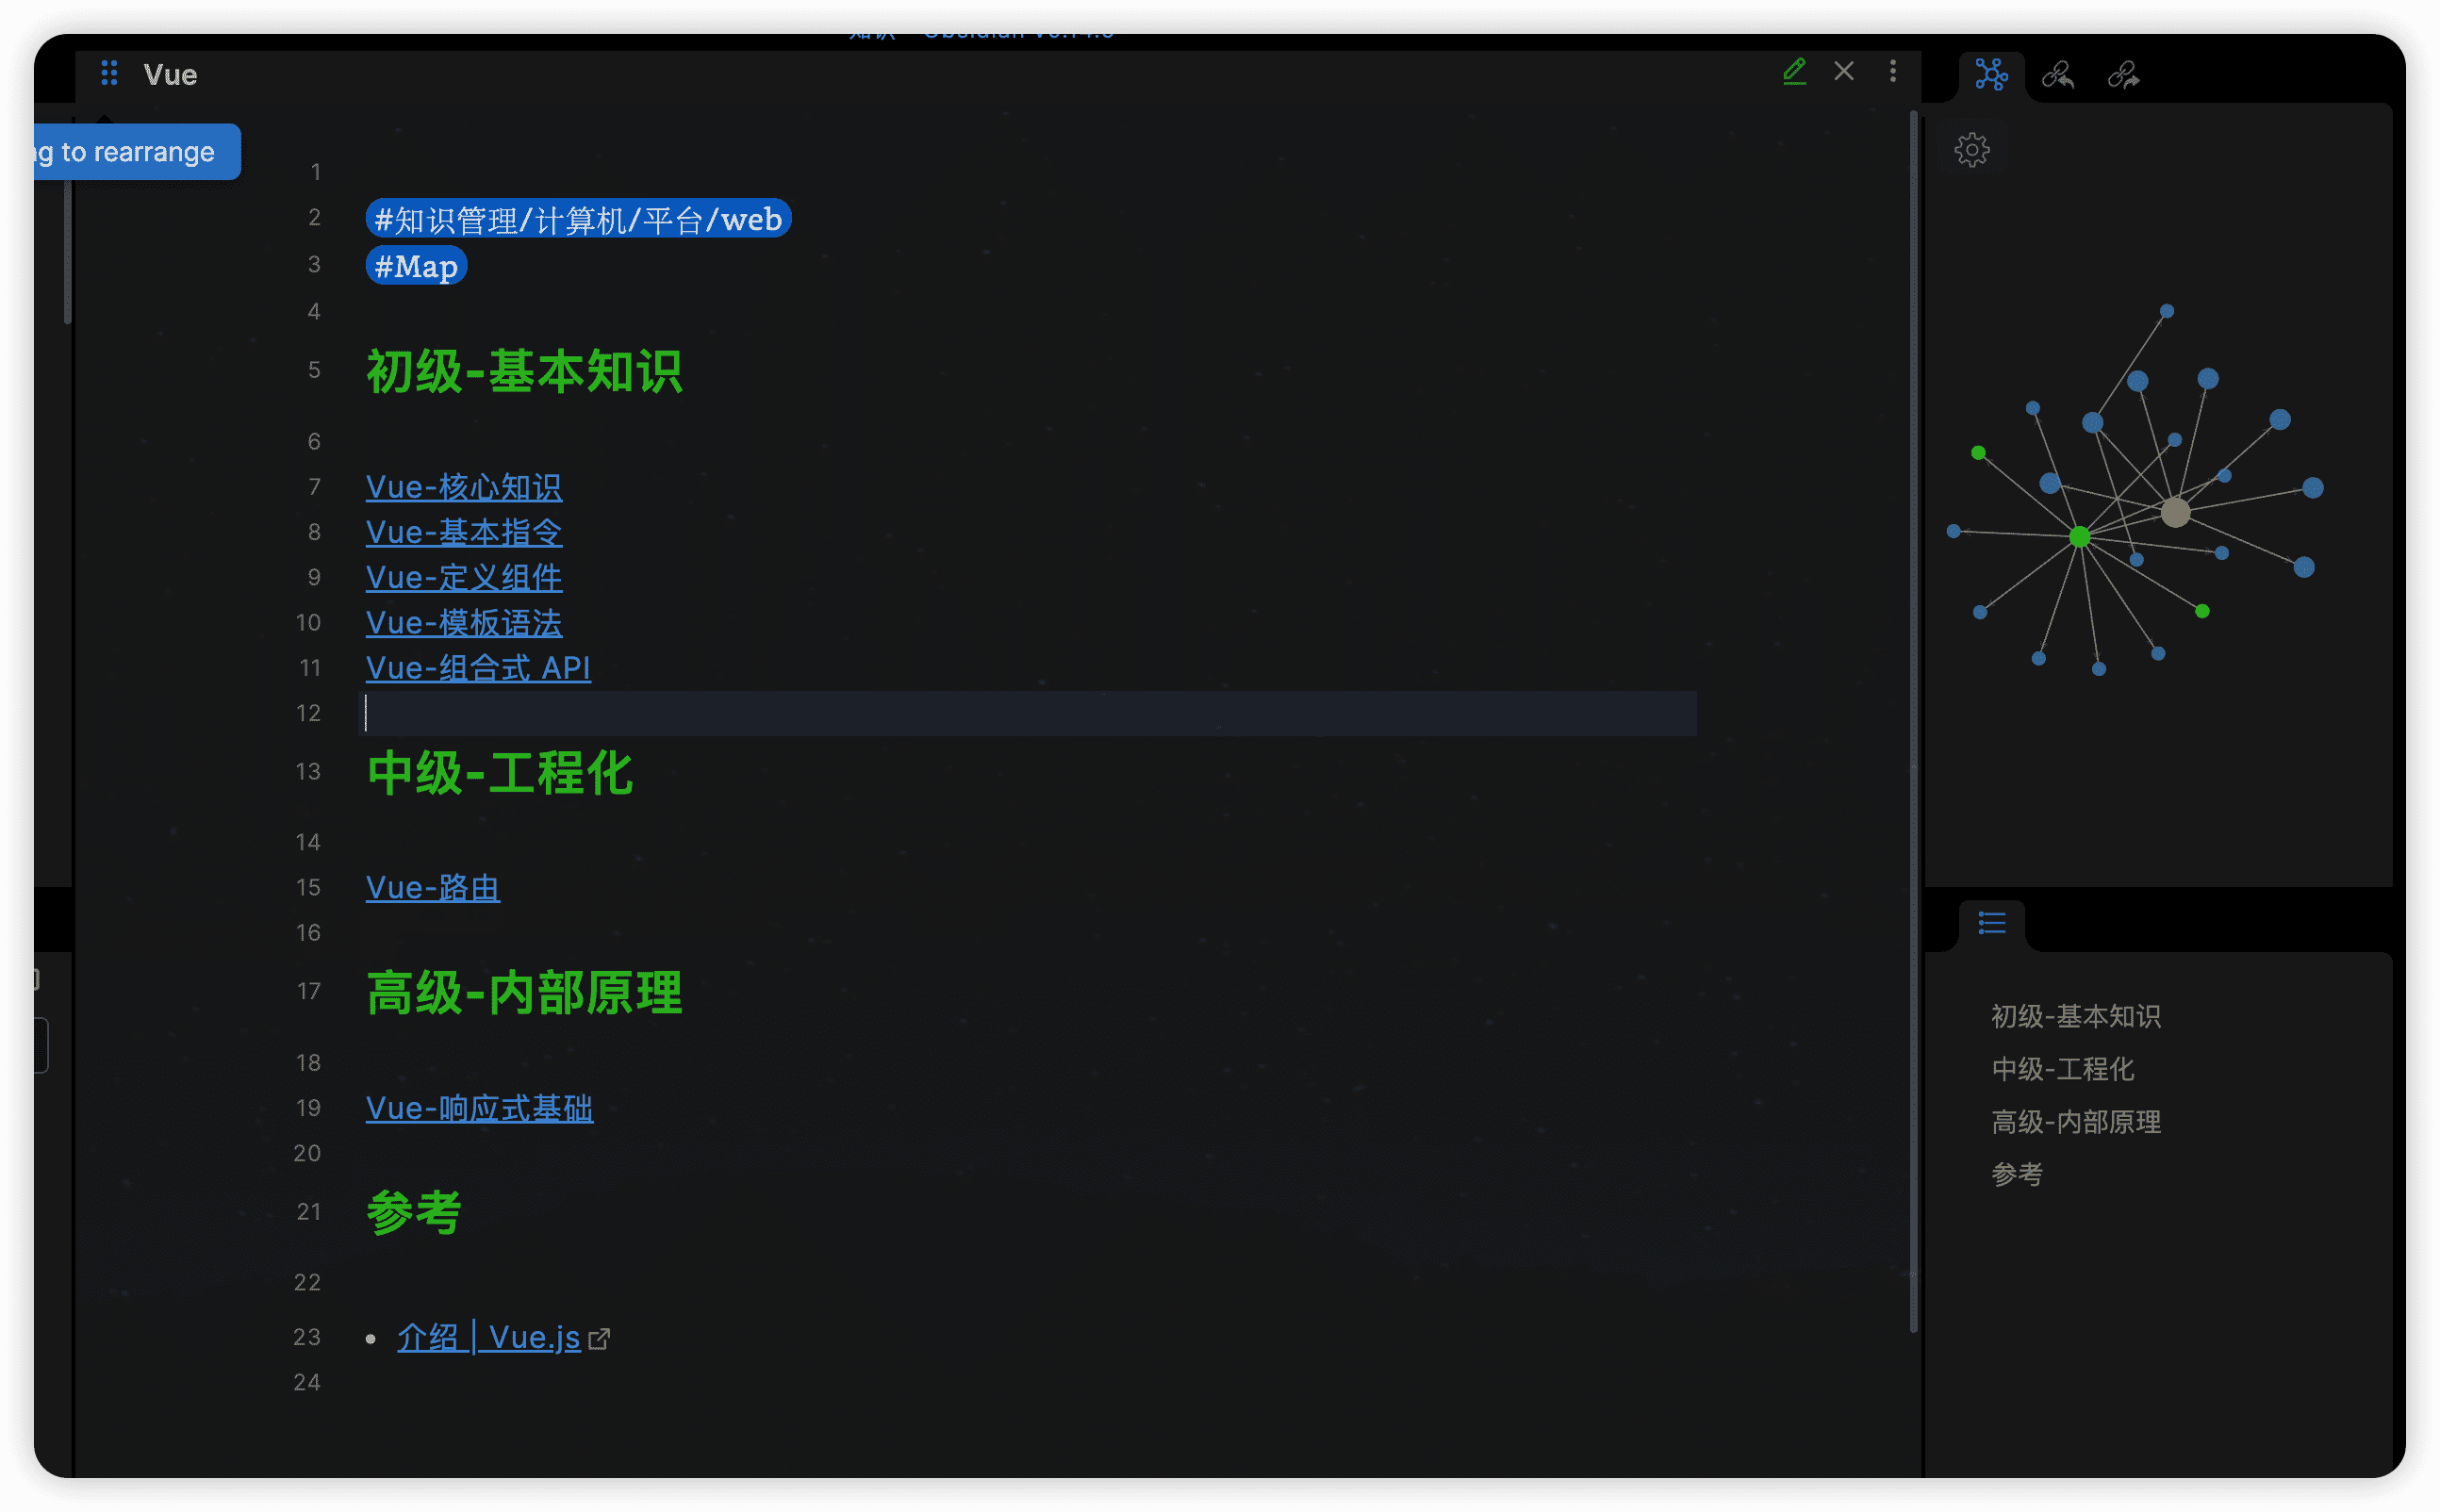 Vue
g to rearrange
1
2 #知识管理/计算机/平台/web
3 #Map
4
5 初级-基本知识
6
7 Vue-核心知识
8 Vue-基本指令
9 Vue-定义组件
10 Vue-模板语法
11 Vue-组合式 API
12
13 中级-工程化
14
15 Vue-路由
16
17 高级-内部原理
18
19 Vue-响应式基础
20
21 参考
22
23 • 介绍 | Vue.js
24
初级-基本知识
中级-工程化
高级-内部原理
参考